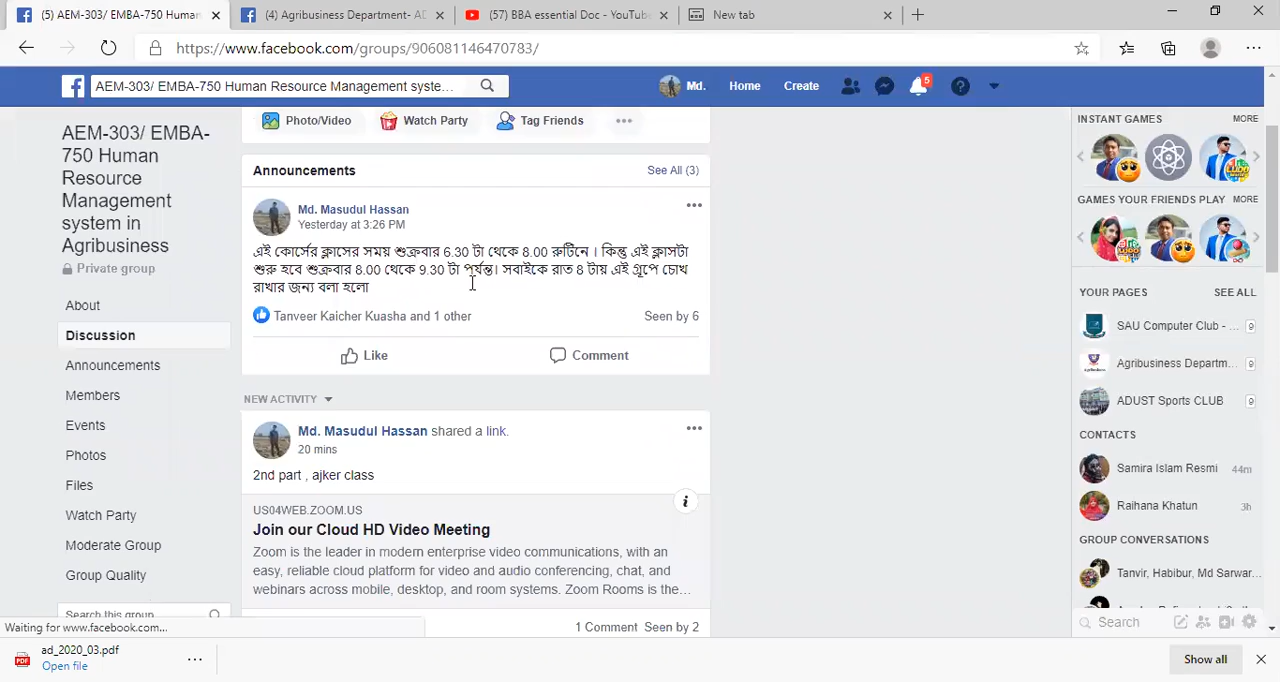 (5) AEM-303/ EMBA-750 Human
(4) Agribusiness Department- AD
(57) BBA essential Doc - YouTube
New tab
https://www.facebook.com/groups/906081146470783/
AEM-303/ EMBA-750 Human Resource Management syste...
Md.
Home
Create
5
AEM-303/ EMBA-
750 Human
Resource
Management
system in
Agribusiness
Private group
About
Discussion
Announcements
Members
Events
Photos
Files
Watch Party
Moderate Group
Group Quality
Search this group
Waiting for www.facebook.com...
Photo/Video
Watch Party
Tag Friends
Announcements
See All (3)
Md. Masudul Hassan
Yesterday at 3:26 PM
এই কোর্সের ক্লাসের সময় শুক্রবার 6.30 টা থেকে 8.00 রুটিনে । কিন্তু এই ক্লাসটা
শুরু হবে শুক্রবার 8.00 থেকে 9.30 টা পর্যন্ত। সবাইকে রাত 8 টায় এই গ্রুপে চোখ
রাখার জন্য বলা হলো
Tanveer Kaicher Kuasha and 1 other
Seen by 6
Like
Comment
NEW ACTIVITY
Md. Masudul Hassan shared a link.
20 mins
2nd part , ajker class
US04WEB.ZOOM.US
Join our Cloud HD Video Meeting
Zoom is the leader in modern enterprise video communications, with an
easy, reliable cloud platform for video and audio conferencing, chat, and
webinars across mobile, desktop, and room systems. Zoom Rooms is the...
1 Comment Seen by 2
INSTANT GAMES
MORE
GAMES YOUR FRIENDS PLAY
MORE
YOUR PAGES
SEE ALL
SAU Computer Club - ...
9
Agribusiness Departm...
9
ADUST Sports CLUB
9
CONTACTS
Samira Islam Resmi
44m
Raihana Khatun
3h
GROUP CONVERSATIONS
Tanvir, Habibur, Md Sarwar...
Search
ad_2020_03.pdf
Open file
PDF
Show all